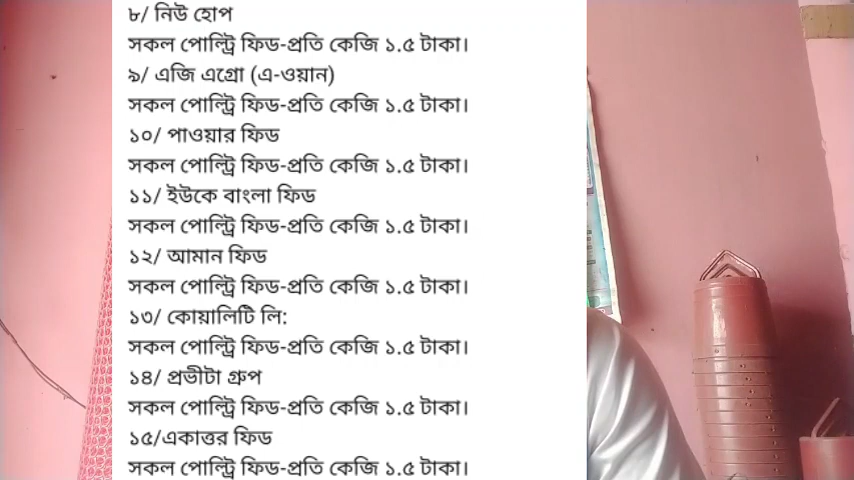 ৮/ নিউ হোপ
সকল পোল্ট্রি ফিড-প্রতি কেজি ১.৫ টাকা।
৯/ এজি এগ্রো (এ-ওয়ান)
সকল পোল্ট্রি ফিড-প্রতি কেজি ১.৫ টাকা।
১০/ পাওয়ার ফিড
সকল পোল্ট্রি ফিড-প্রতি কেজি ১.৫ টাকা।
১১/ ইউকে বাংলা ফিড
সকল পোল্ট্রি ফিড-প্রতি কেজি ১.৫ টাকা।
১২/ আমান ফিড
সকল পোল্ট্রি ফিড-প্রতি কেজি ১.৫ টাকা।
১৩/ কোয়ালিটি লি:
সকল পোল্ট্রি ফিড-প্রতি কেজি ১.৫ টাকা।
১৪/ প্রভীটা গ্রুপ
সকল পোল্ট্রি ফিড-প্রতি কেজি ১.৫ টাকা।
১৫/একাত্তর ফিড
সকল পোল্ট্রি ফিড-প্রতি কেজি ১.৫ টাকা।